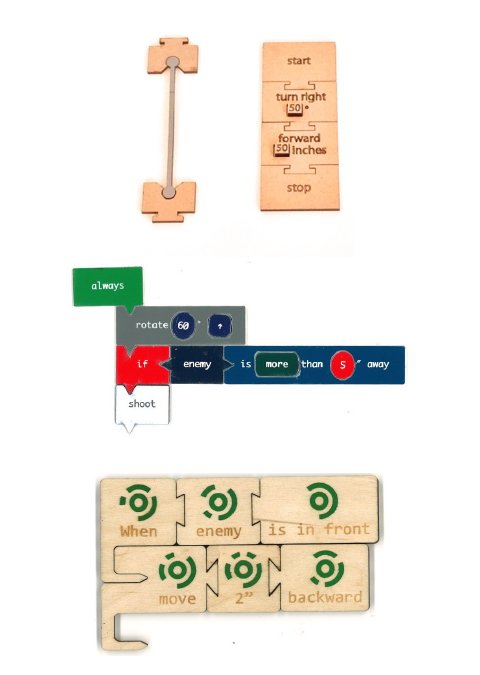 start
turn right
50 °
forward
50 inches
stop
always
rotate 60 °
if enemy is more than 5 " away
shoot
When enemy is in front
move 2" backward